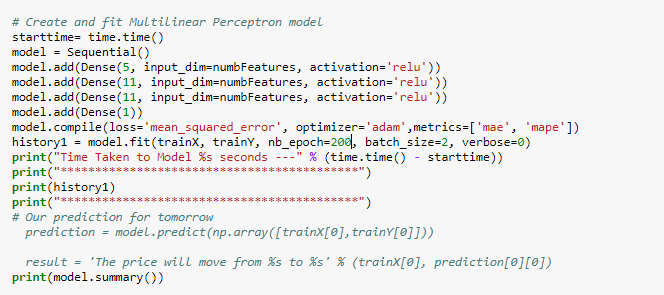 # Create and fit Multilinear Perceptron model
starttime= time.time()
model = Sequential()
model.add(Dense(5, input_dim=numbFeatures, activation='relu'))
model.add(Dense(11, input_dim=numbFeatures, activation='relu'))
model.add(Dense(11, input_dim=numbFeatures, activation='relu'))
model.add(Dense(1))
model.compile(loss='mean_squared_error', optimizer='adam',metrics=['mae', 'mape'])
history1 = model.fit(trainX, trainY, nb_epoch=200, batch_size=2, verbose=0)
print("Time Taken to Model %s seconds ---" % (time.time() - starttime))
print("*******************************************")
print(history1)
print("*******************************************")
# Our prediction for tomorrow
prediction = model.predict(np.array([trainX[0],trainY[0]]))
result = 'The price will move from %s to %s' % (trainX[0], prediction[0][0])
print(model.summary())